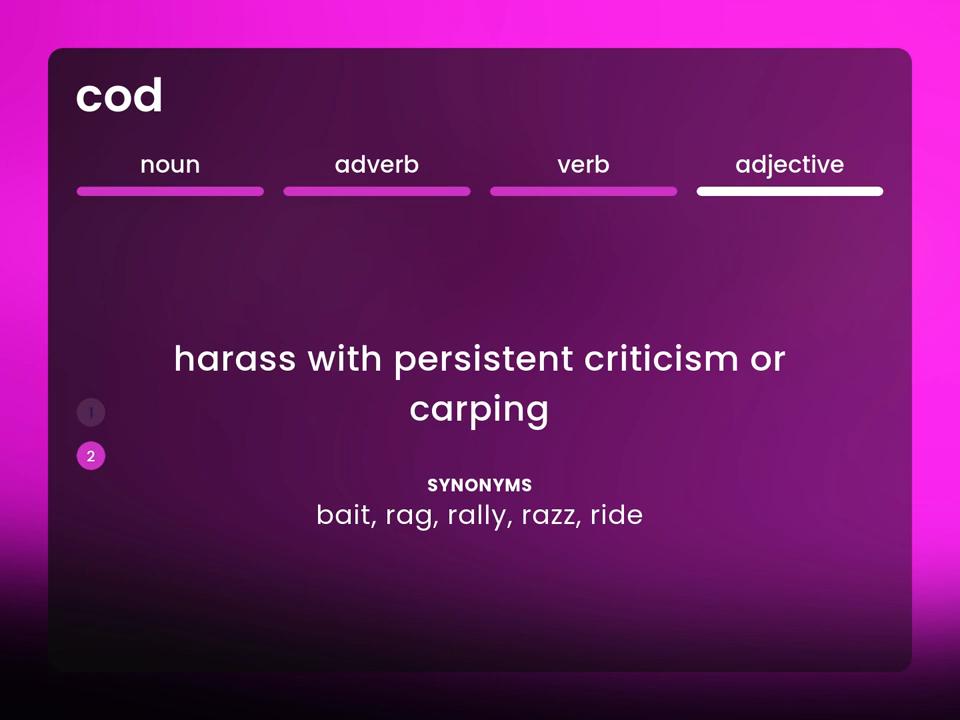 cod
noun adverb verb adjective
harass with persistent criticism or
carping
1
2
SYNONYMS
bait, rag, rally, razz, ride